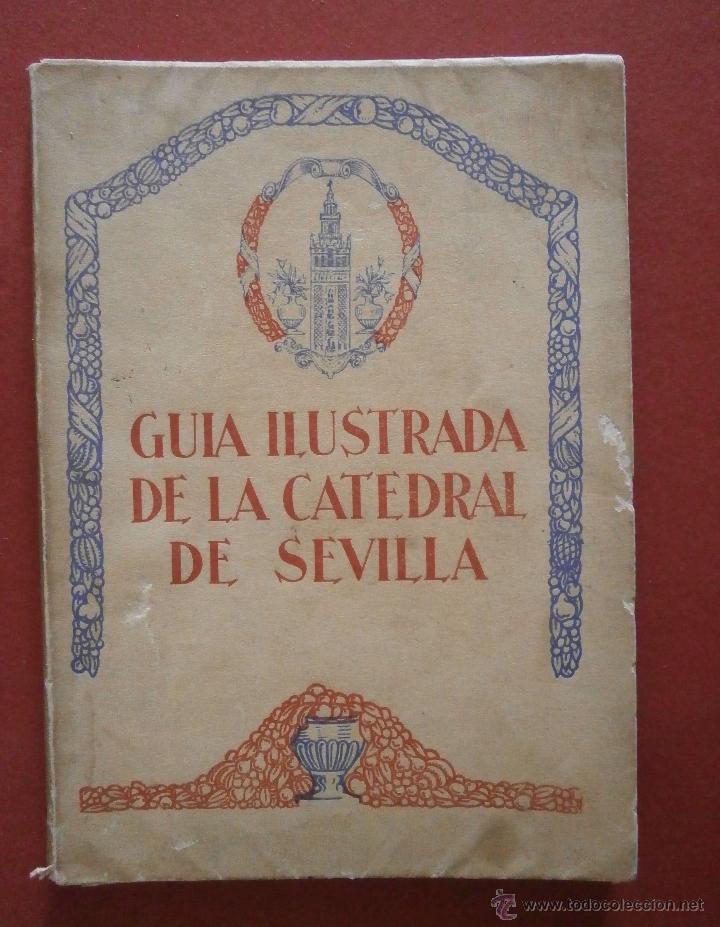 GUIA ILUSTRADA
DE LA CATEDRAL
DE SEVILLA
www.todocoleccion.net